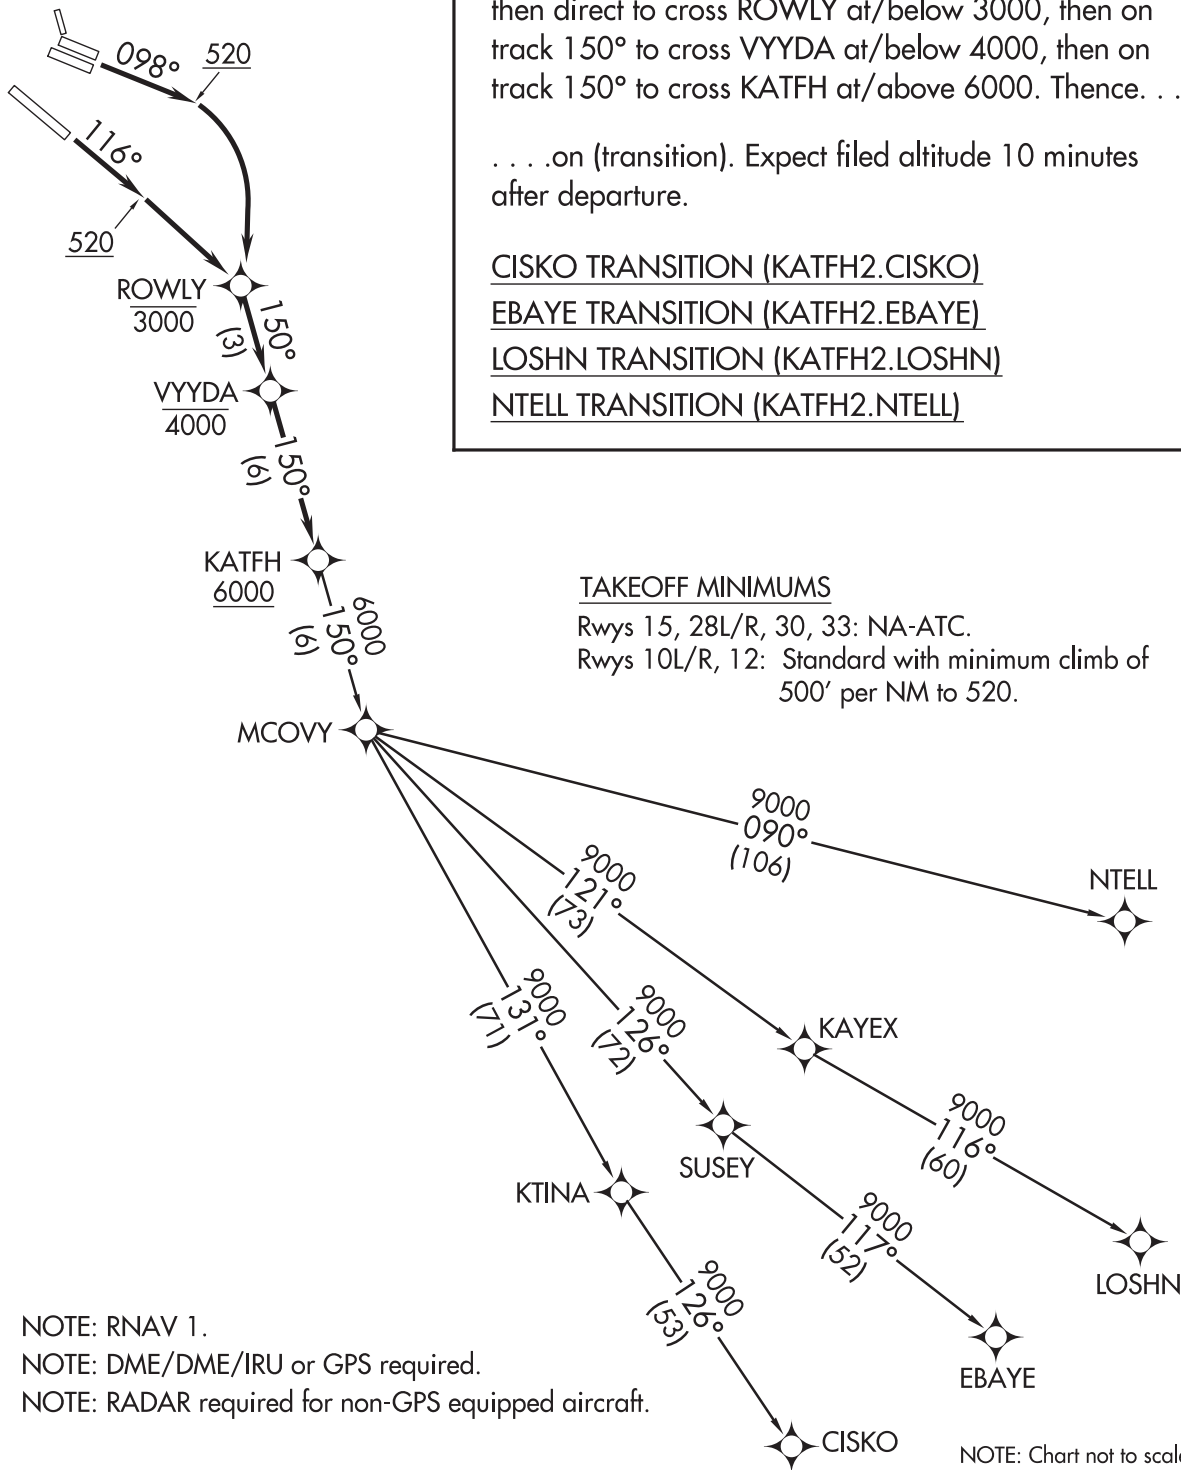 then direct to cross ROWLY at/below 3000, then on
track 150° to cross VYYDA at/below 4000, then on
track 150° to cross KATFH at/above 6000. Thence. . .
. . . .on (transition). Expect filed altitude 10 minutes
after departure.
CISKO TRANSITION (KATFH2.CISKO)
EBAYE TRANSITION (KATFH2.EBAYE)
LOSHN TRANSITION (KATFH2.LOSHN)
NTELL TRANSITION (KATFH2.NTELL)
098°
520
116°
520
ROWLY
3000
150°
(3)
VYYDA
4000
150°
(6)
KATFH
6000
6000
150°
(6)
MCOVY
TAKEOFF MINIMUMS
Rwys 15, 28L/R, 30, 33: NA-ATC.
Rwys 10L/R, 12: Standard with minimum climb of
500' per NM to 520.
9000
090°
(106)
NTELL
9000
121°
(73)
KAYEX
9000
116°
(60)
LOSHN
9000
126°
(72)
SUSEY
9000
117°
(52)
EBAYE
9000
131°
(71)
KTINA
9000
126°
(53)
CISKO
NOTE: RNAV 1.
NOTE: DME/DME/IRU or GPS required.
NOTE: RADAR required for non-GPS equipped aircraft.
NOTE: Chart not to scale